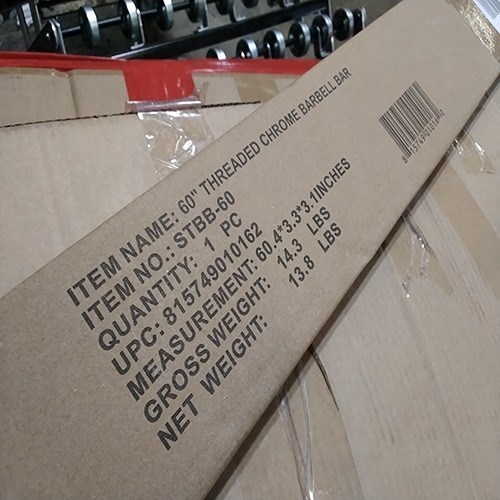 ITEM NAME: 60" THREADED CHROME BARBELL BAR
ITEM NO.: STBB-60
QUANTITY: 1 PC
UPC: 815749010162
MEASUREMENT: 60.4*3.3*3.1INCHES
GROSS WEIGHT: 14.3 LBS
NET WEIGHT: 13.8 LBS